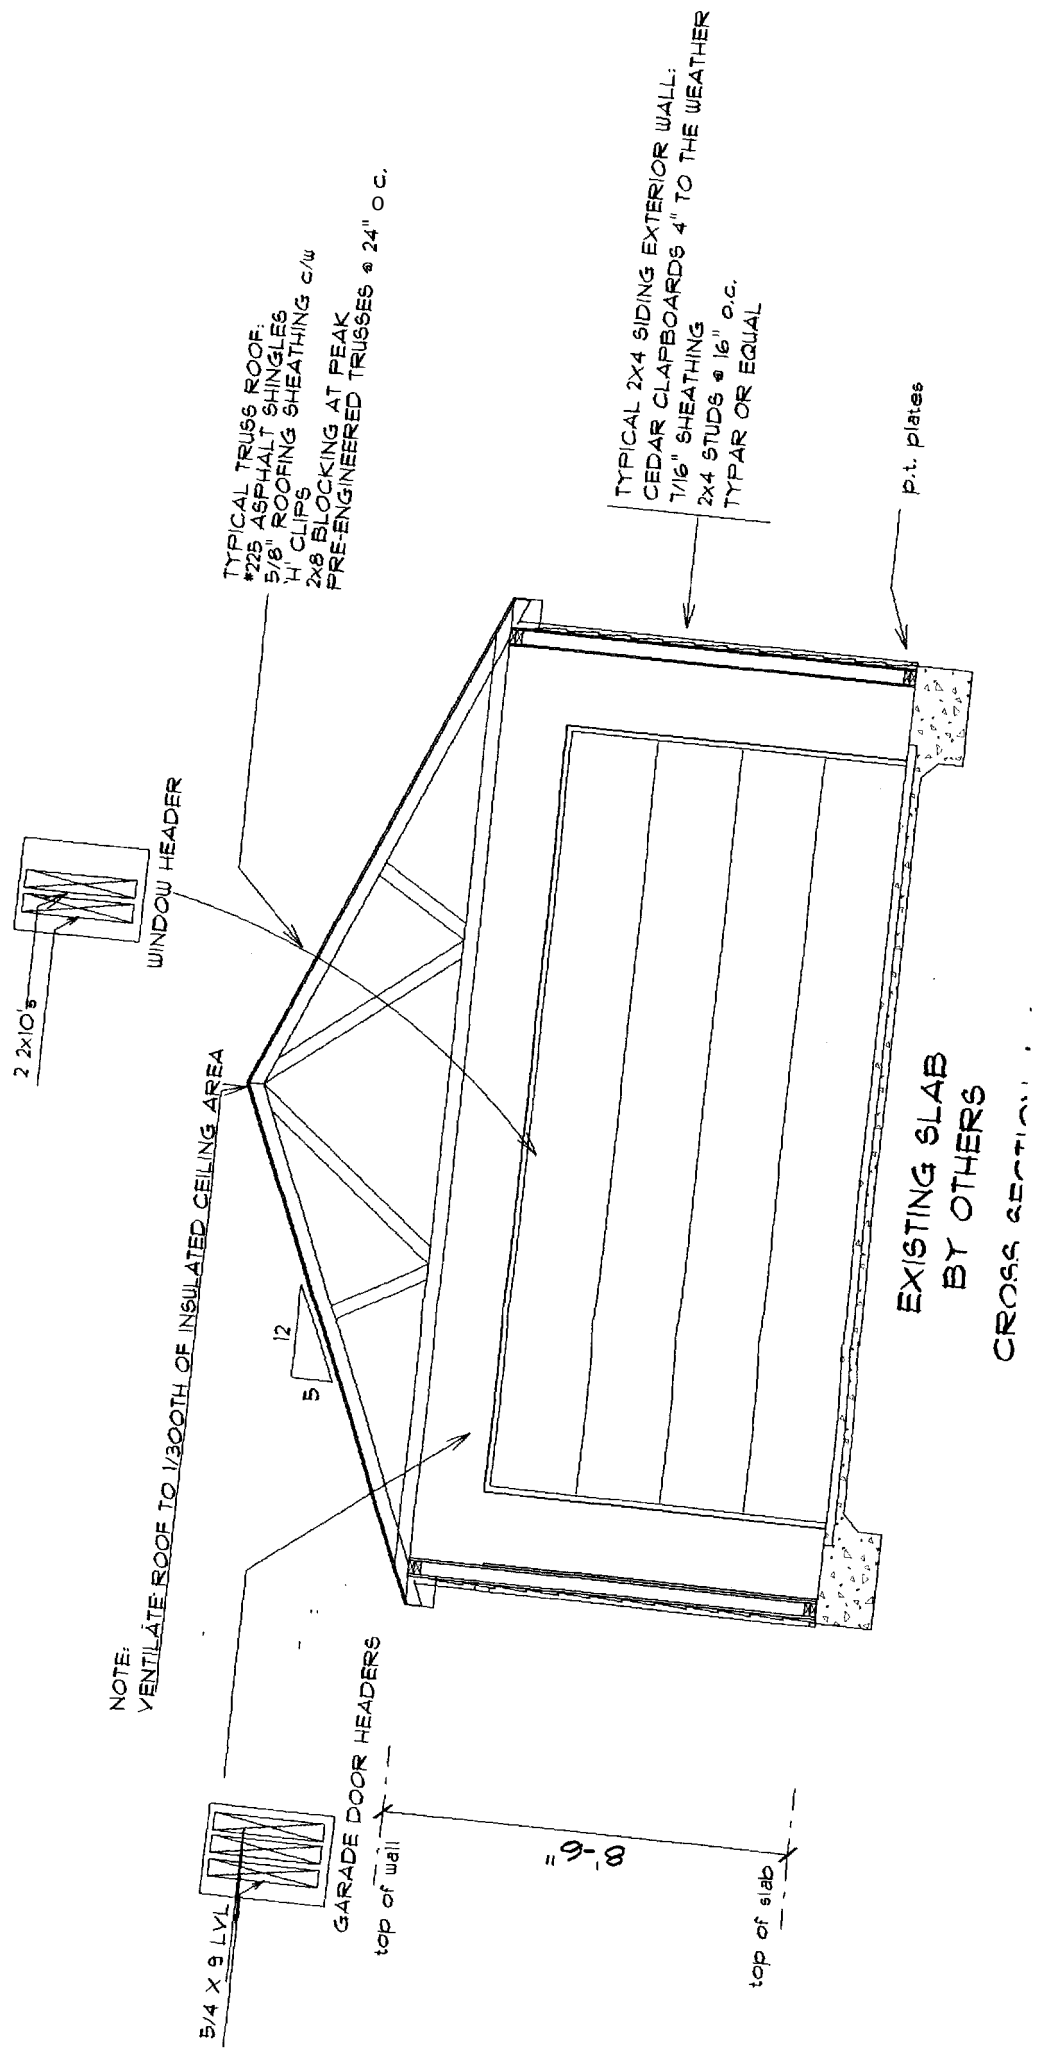 2 2x10's
WINDOW HEADER
NOTE:
VENTILATE ROOF TO 1/300TH OF INSULATED CEILING AREA
TYPICAL TRUSS ROOF:
#225 ASPHALT SHINGLES
5/8" ROOFING SHEATHING c/w
'H' CLIPS
2x8 BLOCKING AT PEAK
PRE-ENGINEERED TRUSSES @ 24" O.C.
12
5
5/4 X 9 LVL
GARADE DOOR HEADERS
top of wall
8'-6"
top of slab
TYPICAL 2X4 SIDING EXTERIOR WALL:
CEDAR CLAPBOARDS 4" TO THE WEATHER
7/16" SHEATHING
2x4 STUDS @ 16" o.c.
TYPAR OR EQUAL
p.t. plates
EXISTING SLAB
BY OTHERS
CROSS SECTION